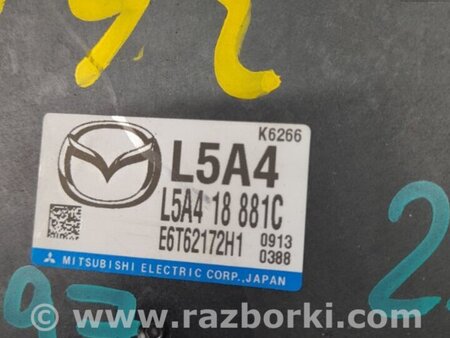 K6266
L5A4
L5A4 18 881C
E6T62172H1 0913
0388
MITSUBISHI ELECTRIC CORP., JAPAN
www.razborki.com